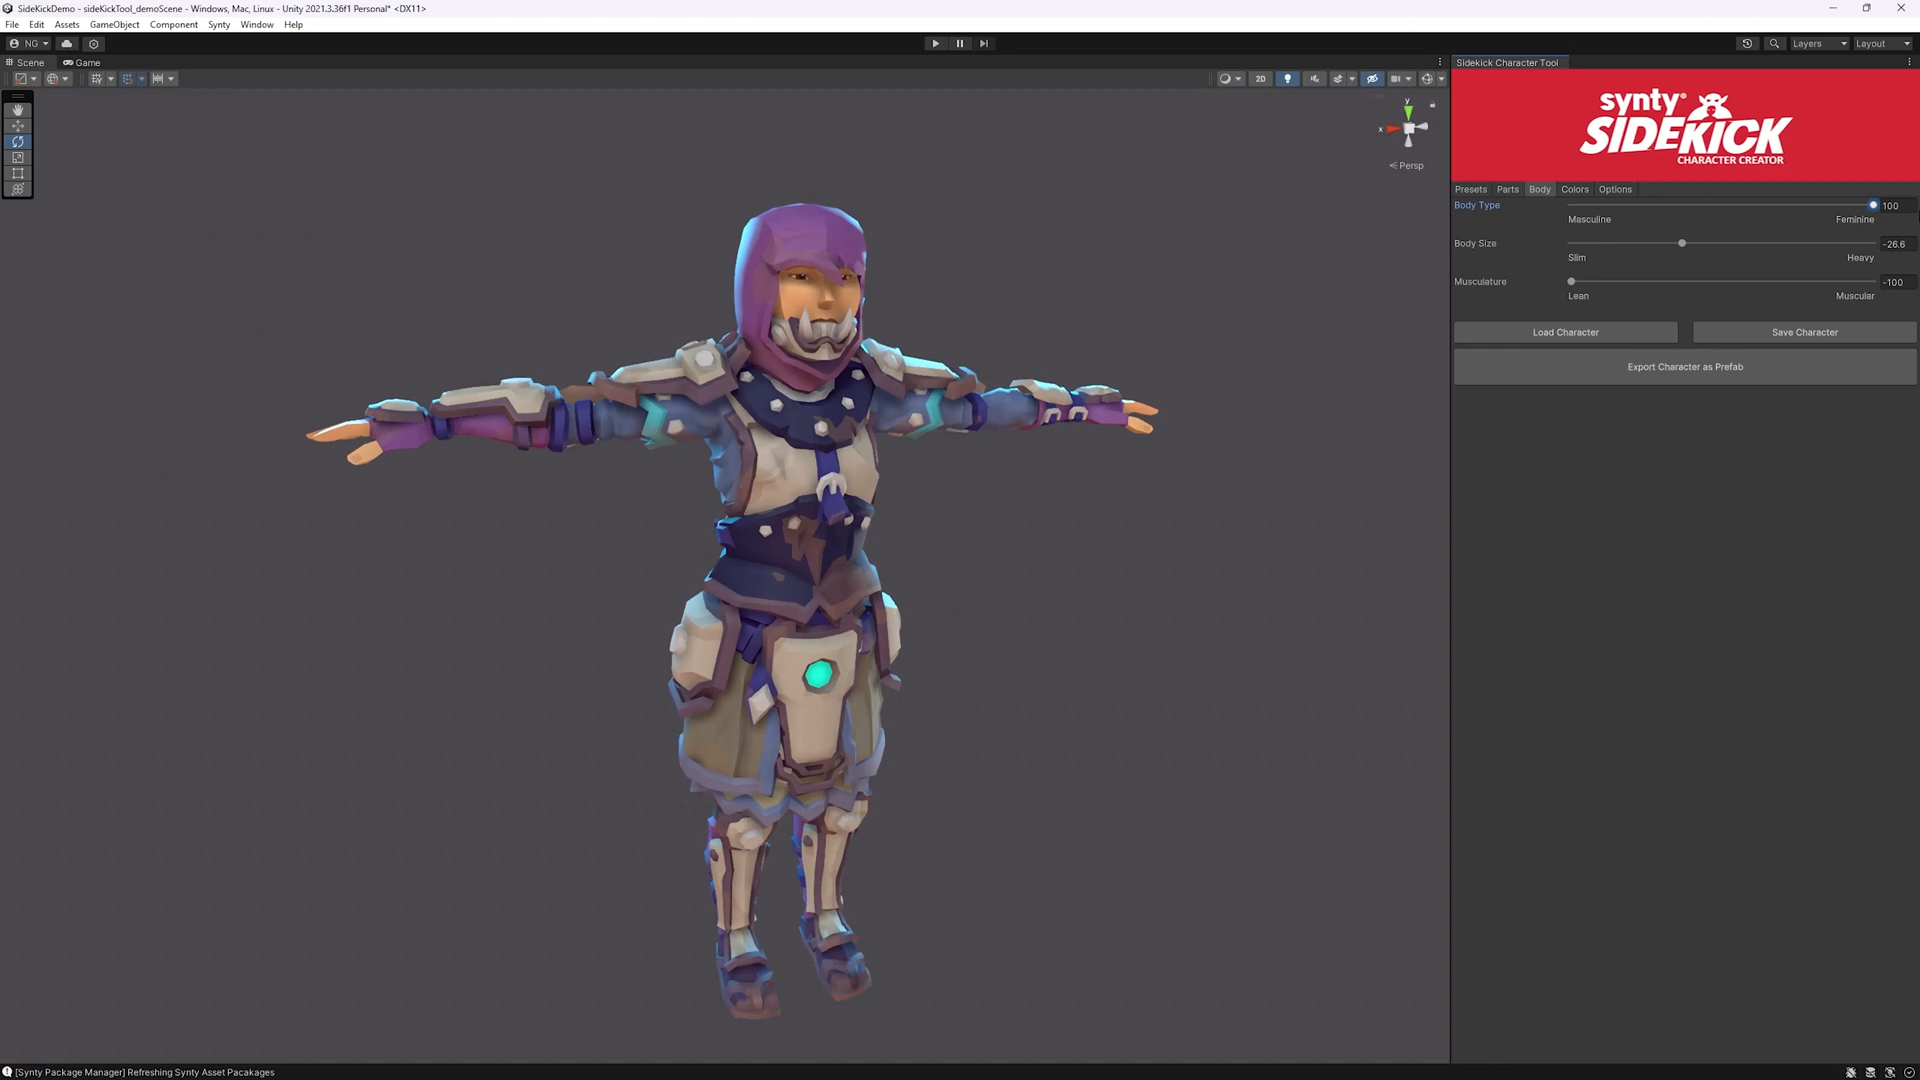 SideKickDemo - sideKickTool_demoScene - Windows, Mac, Linux - Unity 2021.3.36f1 Personal* <DX11>
File Edit Assets GameObject Component Synty Window Help
NG Layers Layout
Scene Game Sidekick Character Tool
2D
synty®
SIDEKICK
CHARACTER CREATOR
y
x
Persp
Presets Parts Body Colors Options
Body Type 100
Masculine Feminine
Body Size -26.6
Slim Heavy
Musculature -100
Lean Muscular
Load Character Save Character
Export Character as Prefab
[Synty Package Manager] Refreshing Synty Asset Pacakages